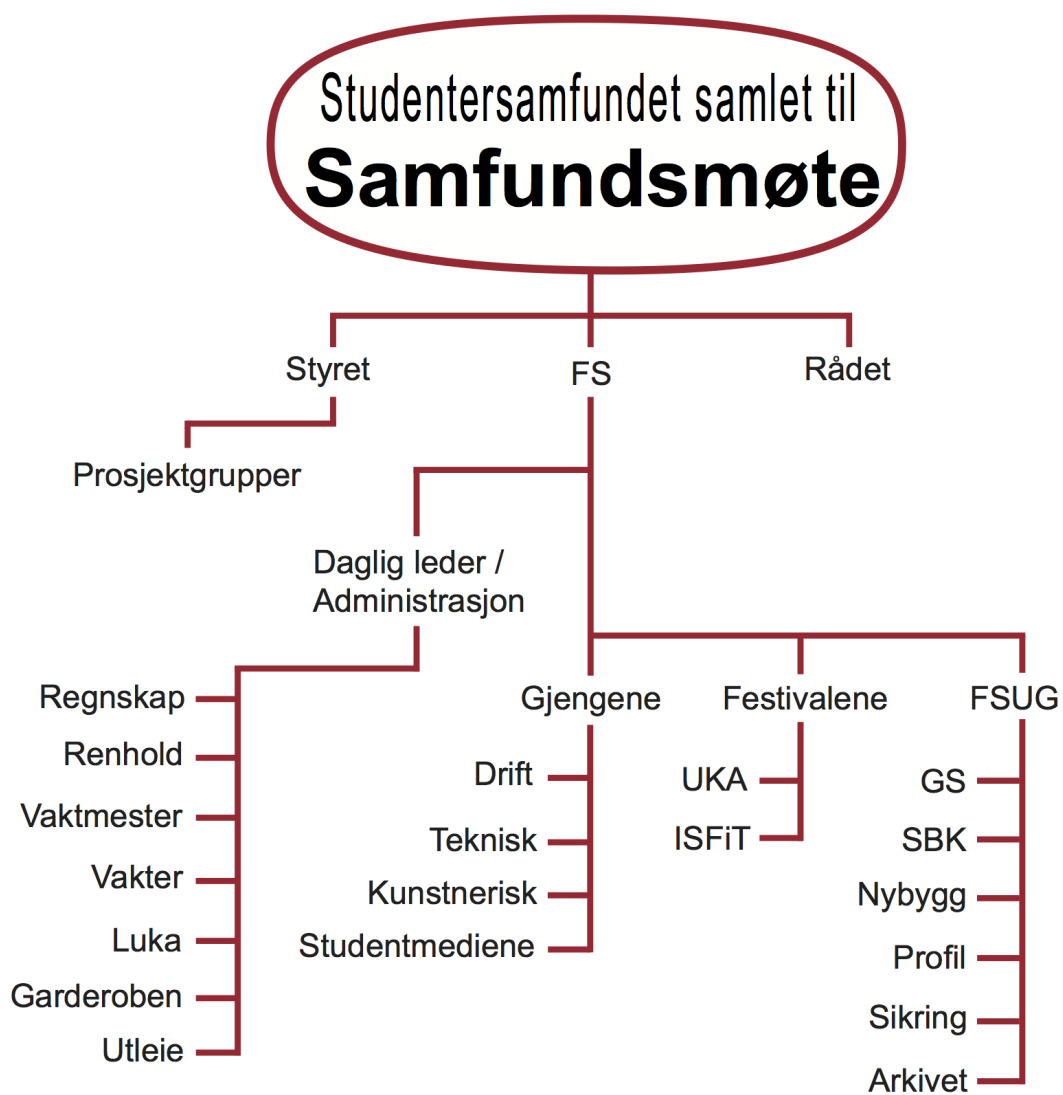 Studentersamfundet samlet til
Samfundsmøte
Styret
FS
Rådet
Prosjektgrupper
Daglig leder /
Administrasjon
Regnskap
Renhold
Vaktmester
Vakter
Luka
Garderoben
Utleie
Gjengene
Drift
Teknisk
Kunstnerisk
Studentmediene
Festivalene
UKA
ISFiT
FSUG
GS
SBK
Nybygg
Profil
Sikring
Arkivet